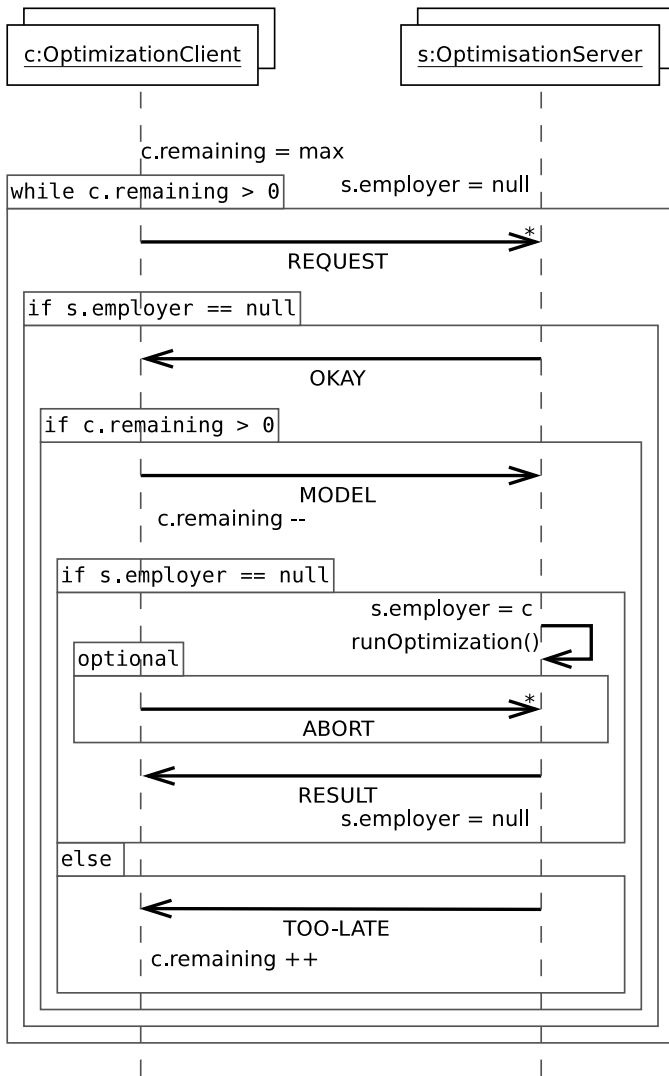 c:OptimizationClient
s:OptimisationServer
c.remaining = max
while c.remaining > 0
s.employer = null
*
REQUEST
if s.employer == null
OKAY
if c.remaining > 0
MODEL
c.remaining --
if s.employer == null
s.employer = c
runOptimization()
optional
*
ABORT
RESULT
s.employer = null
else
TOO-LATE
c.remaining ++